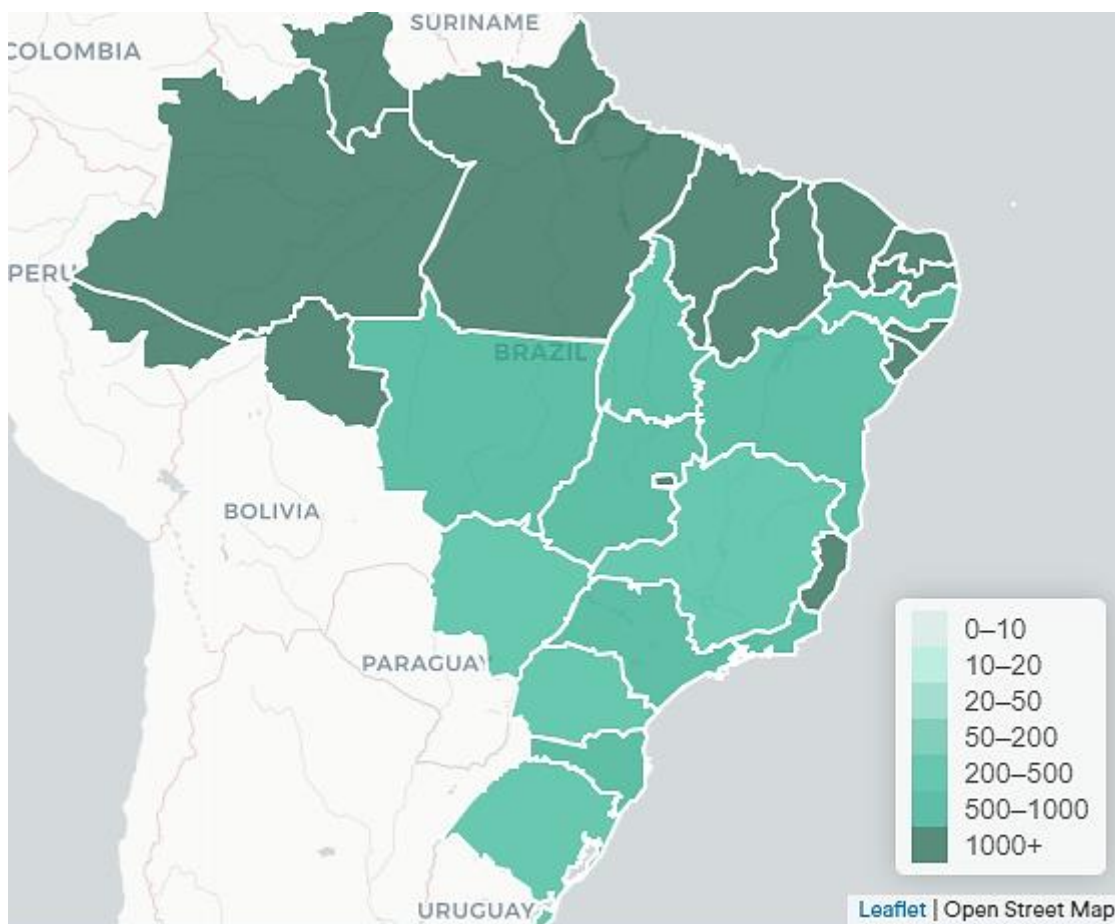 SURINAME
COLOMBIA
PERU
BRAZIL
BOLIVIA
PARAGUAY
URUGUAY
0–10
10–20
20–50
50–200
200–500
500–1000
1000+
Leaflet | Open Street Map